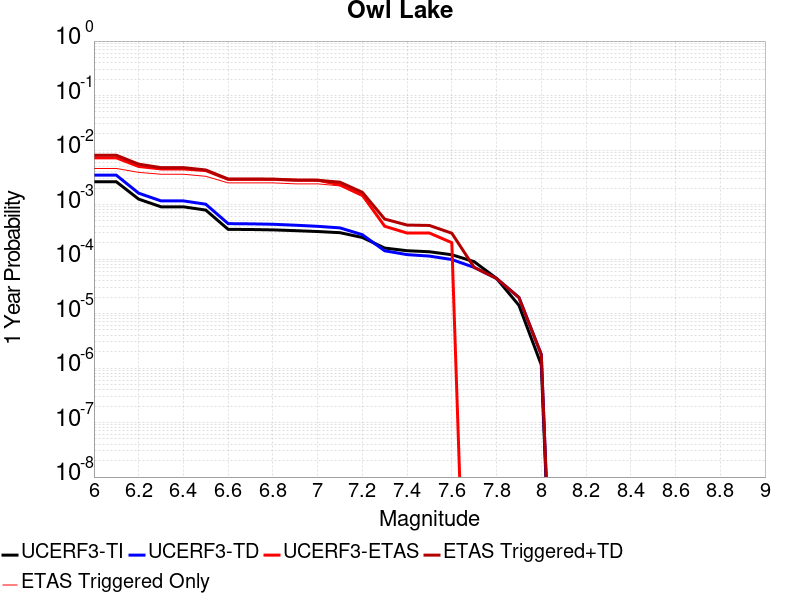 Owl Lake
10^0
10^-1
10^-2
10^-3
10^-4
10^-5
10^-6
10^-7
10^-8
1 Year Probability
6 6.2 6.4 6.6 6.8 7 7.2 7.4 7.6 7.8 8 8.2 8.4 8.6 8.8 9
Magnitude
UCERF3-TI UCERF3-TD UCERF3-ETAS ETAS Triggered+TD
ETAS Triggered Only